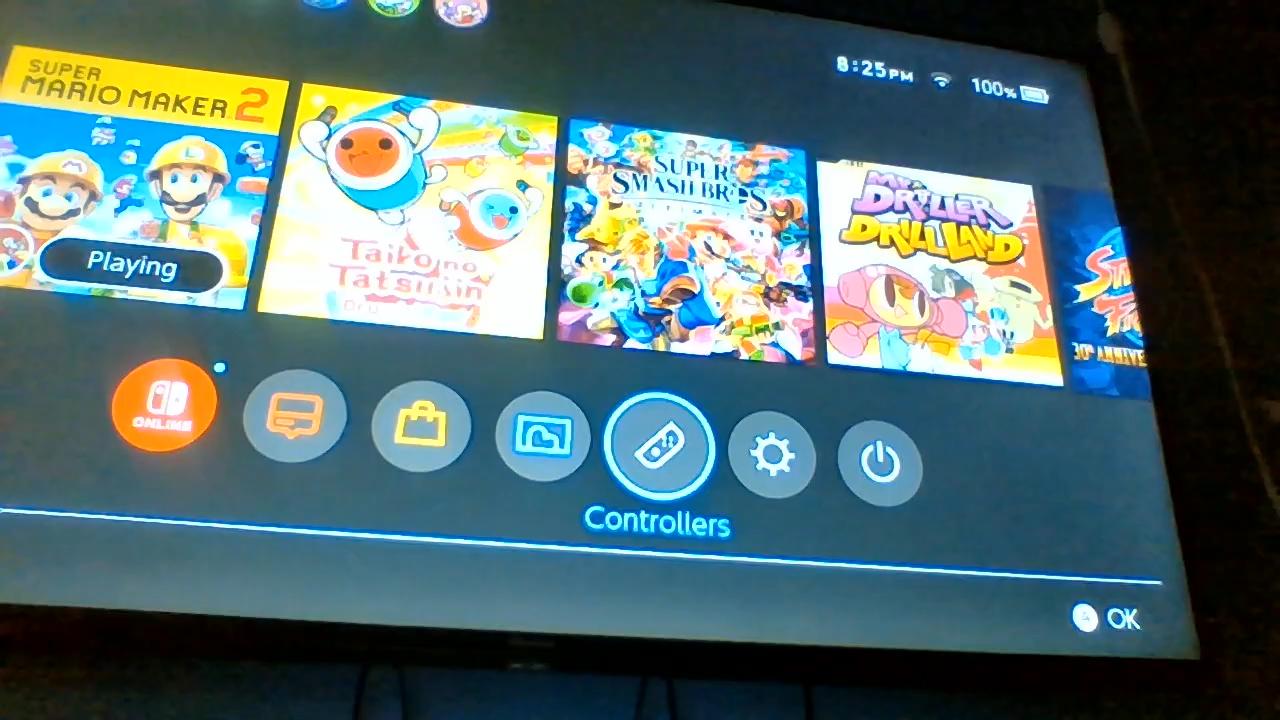 8:25PM 100%
SUPER
MARIO MAKER 2
Playing
Taiko no
Tatsujin
SUPER
SMASH BROS
MR.
DRILLER
DRILLLAND
30th ANNIVE
ONLINE
Controllers
OK